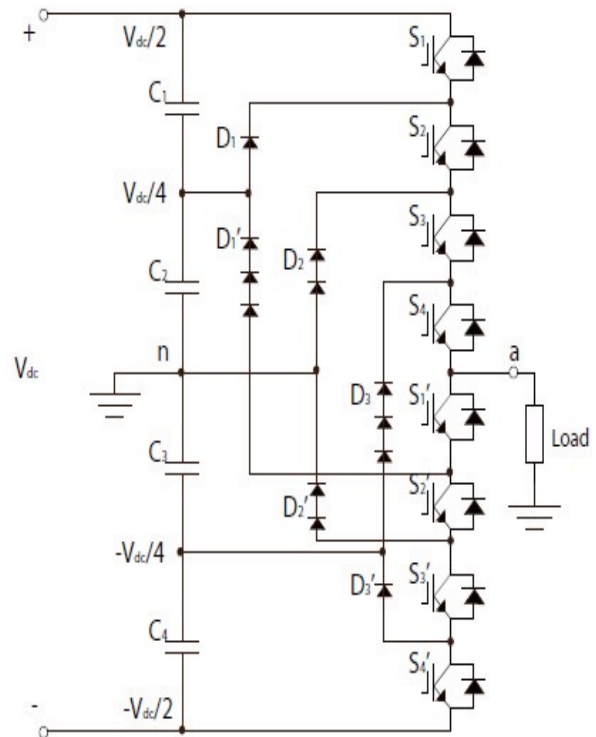 +
Vdc/2
S1
C1
D1
S2
Vdc/4
D1'
D2
S3
C2
S4
n
a
Vdc
D3
S1'
Load
C3
D2'
S2'
-Vdc/4
D3'
S3'
C4
S4'
-
-Vdc/2